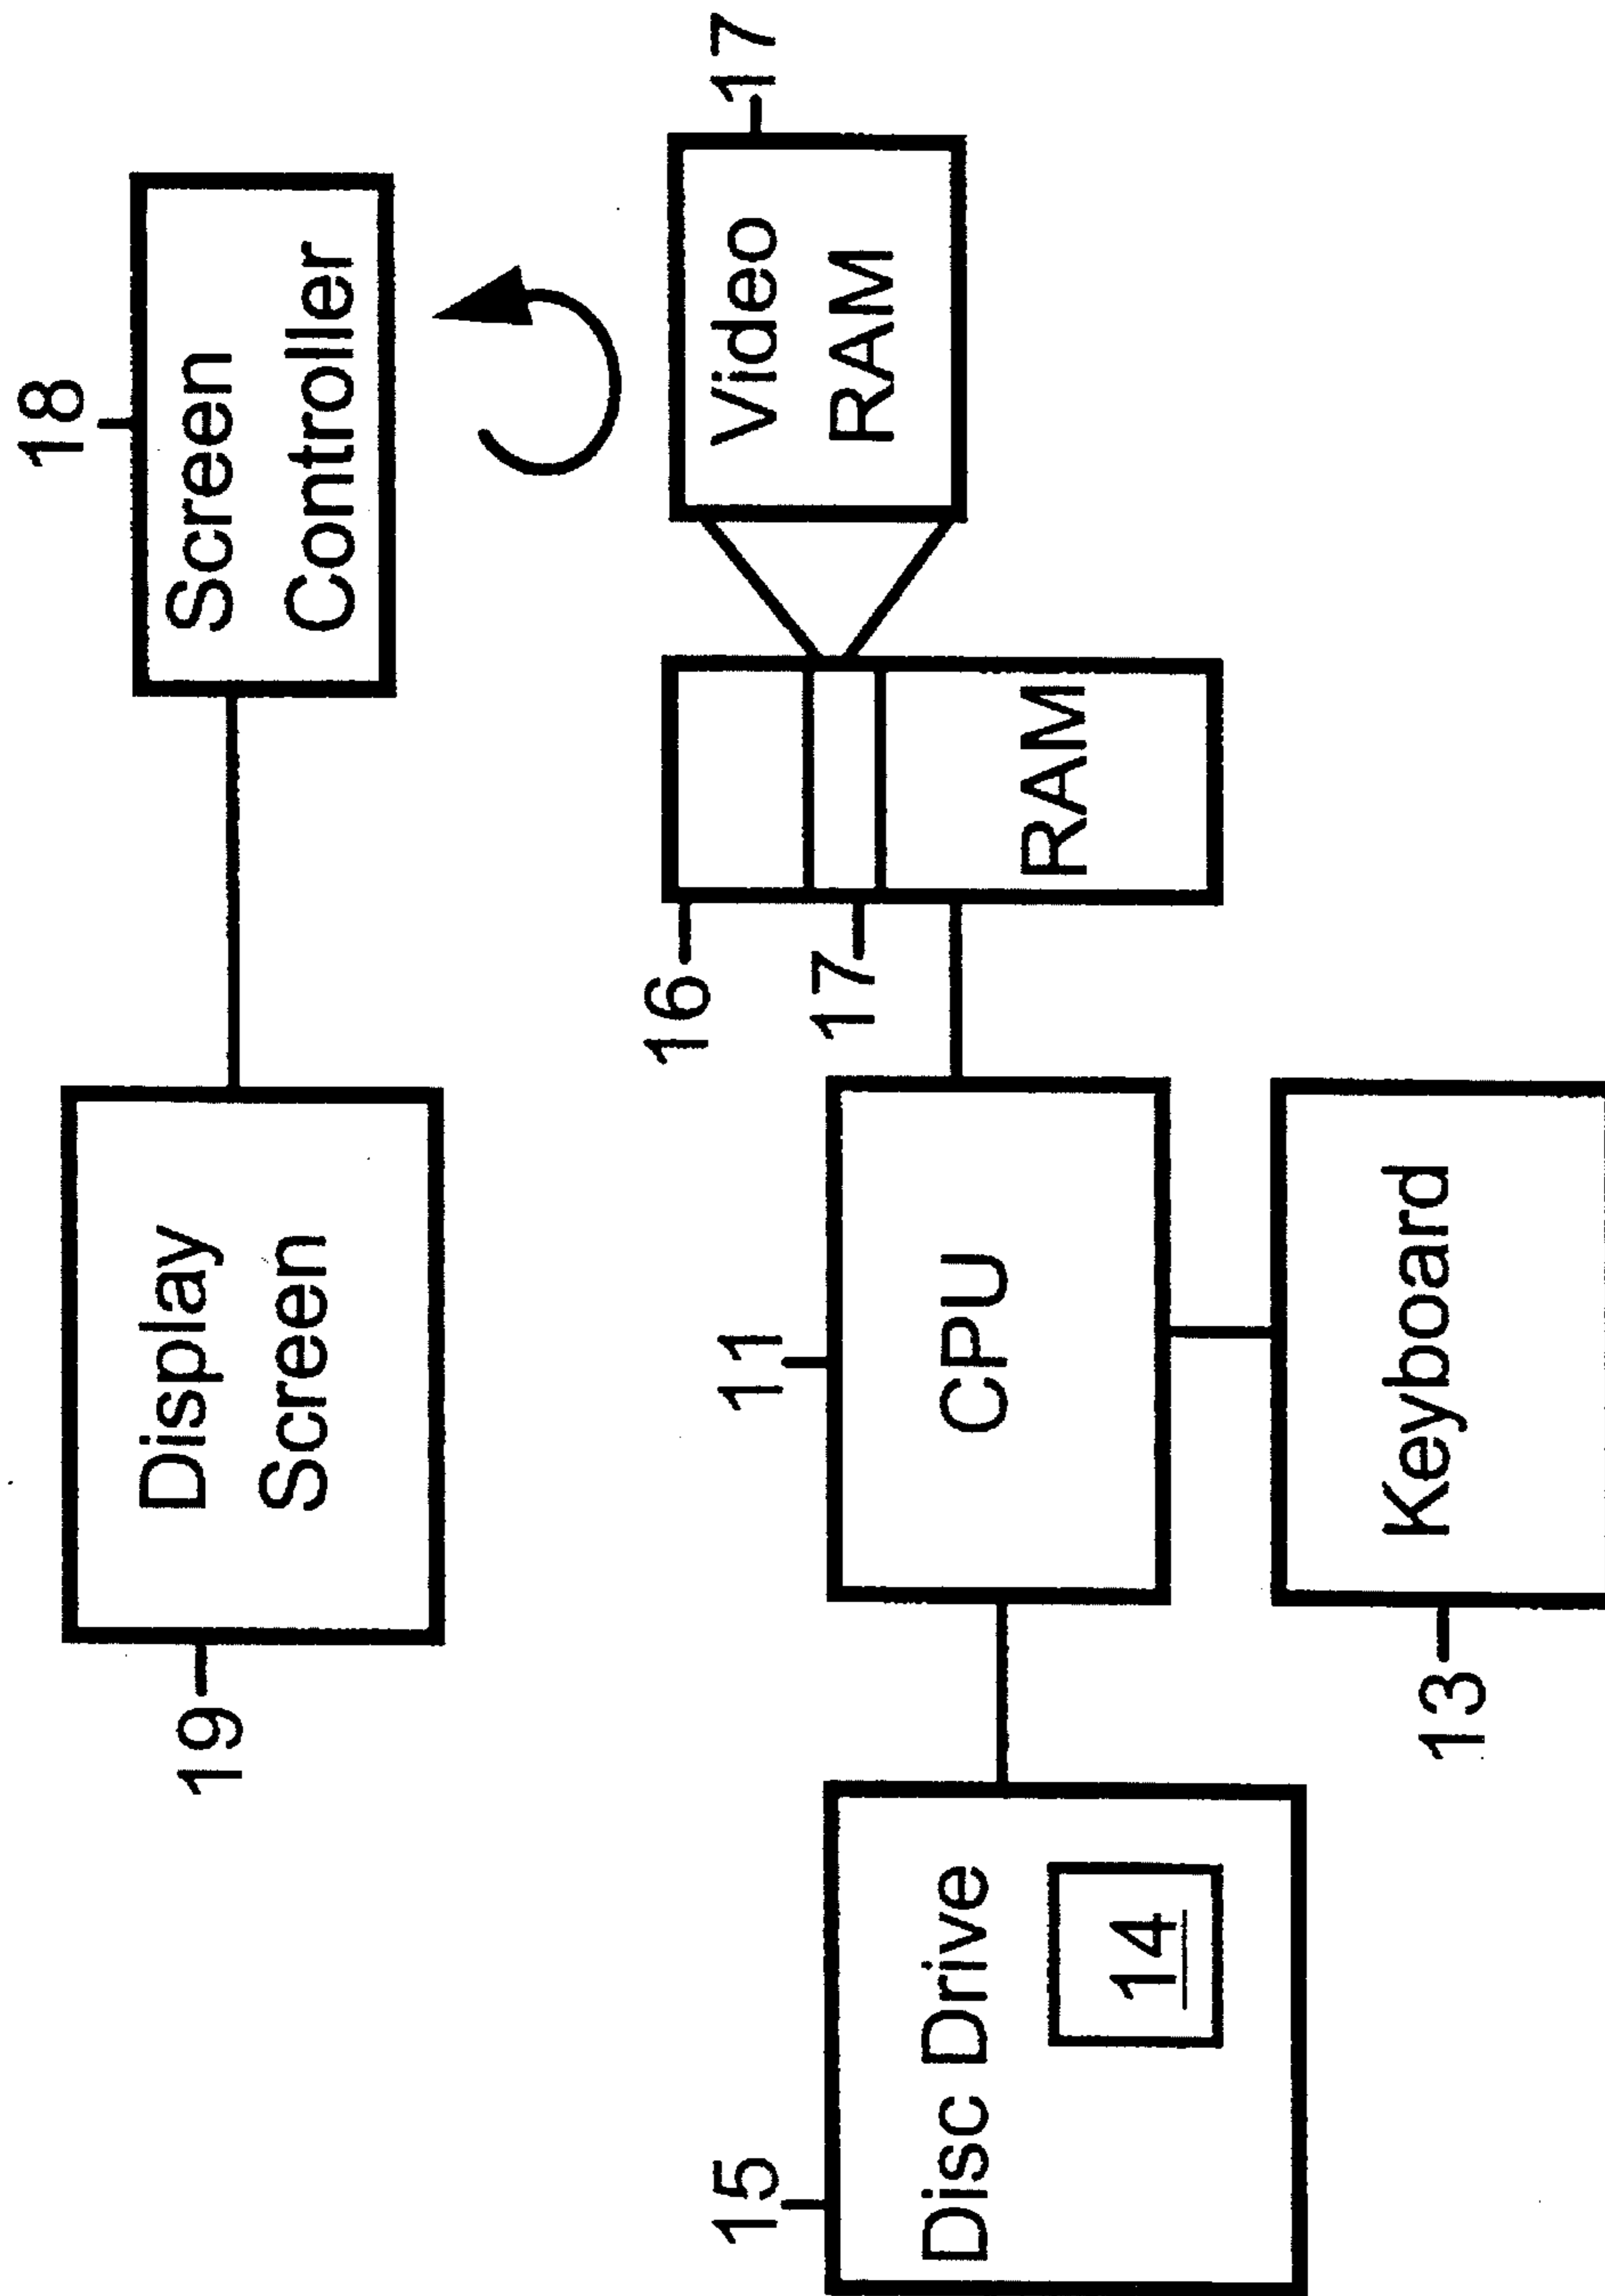 18
19
Display
Screen
Screen
Controller
16
17
15
11
17
Video
RAM
Disc Drive
CPU
RAM
14
13
Keyboard